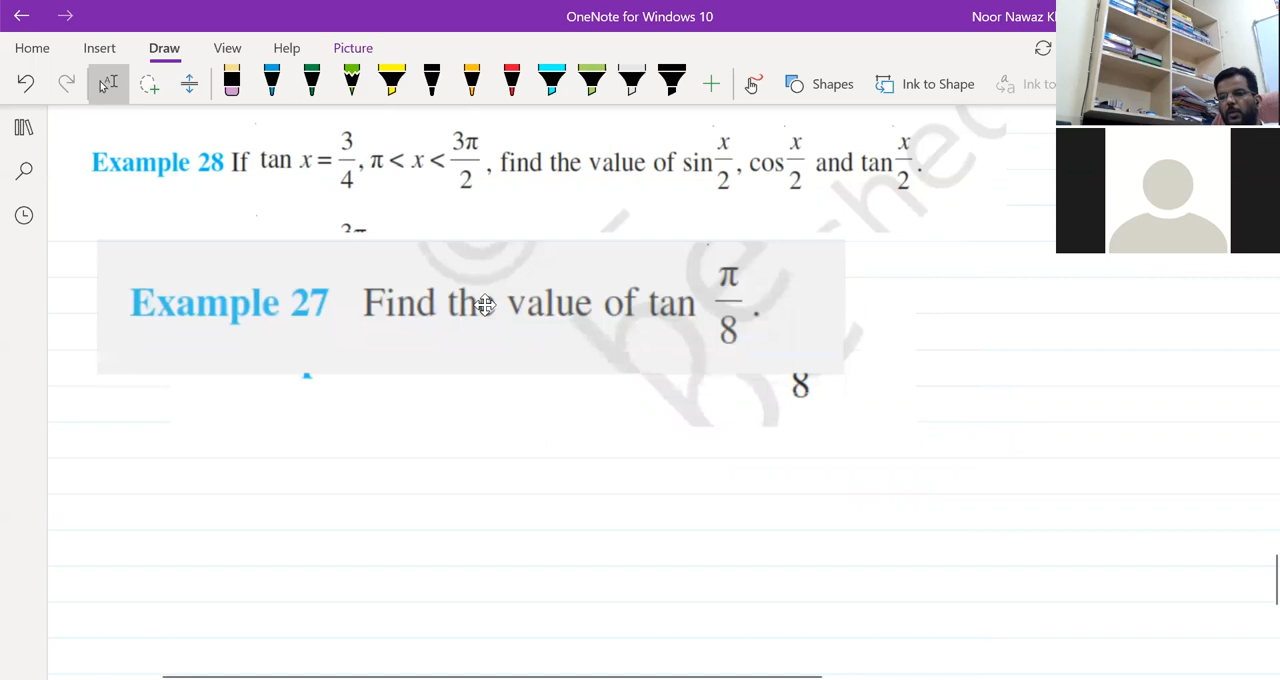 OneNote for Windows 10
Noor Nawaz
Home Insert Draw View Help Picture
Shapes Ink to Shape Ink to
Example 28 If tan x = 3/4, π < x < 3π/2, find the value of sin x/2, cos x/2 and tan x/2.
Example 27 Find the value of tan π/8.
8